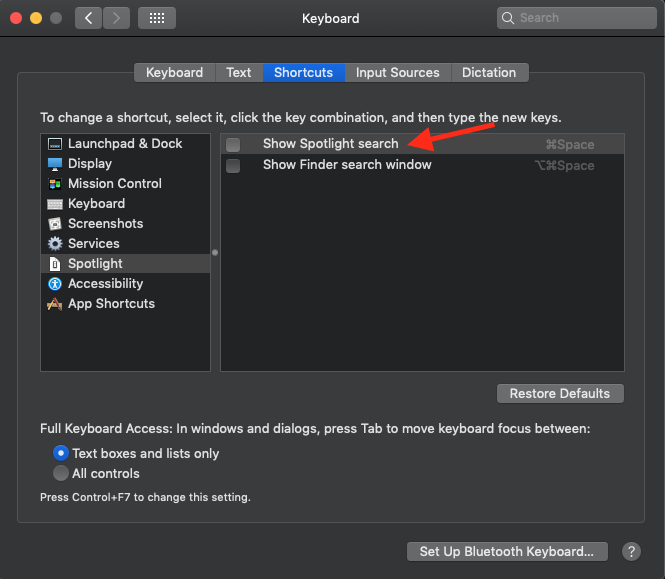 Keyboard
Search
Keyboard Text Shortcuts Input Sources Dictation
To change a shortcut, select it, click the key combination, and then type the new keys.
Launchpad & Dock
Display
Mission Control
Keyboard
Screenshots
Services
Spotlight
Accessibility
App Shortcuts
Show Spotlight search ⌘Space
Show Finder search window ⌥⌘Space
Restore Defaults
Full Keyboard Access: In windows and dialogs, press Tab to move keyboard focus between:
Text boxes and lists only
All controls
Press Control+F7 to change this setting.
Set Up Bluetooth Keyboard...
?